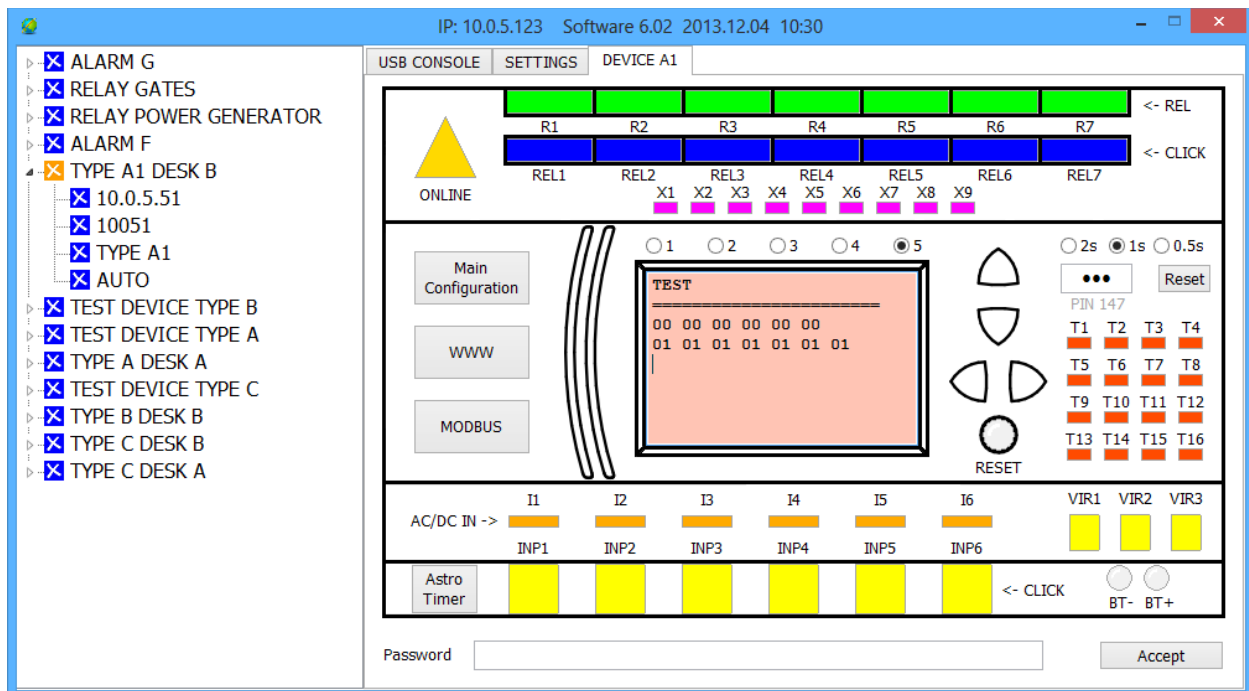 IP: 10.0.5.123 Software 6.02 2013.12.04 10:30
ALARM G
RELAY GATES
RELAY POWER GENERATOR
ALARM F
TYPE A1 DESK B
10.0.5.51
10051
TYPE A1
AUTO
TEST DEVICE TYPE B
TEST DEVICE TYPE A
TYPE A DESK A
TEST DEVICE TYPE C
TYPE B DESK B
TYPE C DESK B
TYPE C DESK A
USB CONSOLE SETTINGS DEVICE A1
<- REL
R1 R2 R3 R4 R5 R6 R7
<- CLICK
REL1 REL2 REL3 REL4 REL5 REL6 REL7
ONLINE
X1 X2 X3 X4 X5 X6 X7 X8 X9
Main
Configuration
WWW
MODBUS
1 2 3 4 5
TEST
=======================
00 00 00 00 00 00
01 01 01 01 01 01 01
RESET
2s 1s 0.5s
••• Reset
PIN 147
T1 T2 T3 T4
T5 T6 T7 T8
T9 T10 T11 T12
T13 T14 T15 T16
I1 I2 I3 I4 I5 I6
AC/DC IN ->
INP1 INP2 INP3 INP4 INP5 INP6
VIR1 VIR2 VIR3
Astro
Timer
<- CLICK
BT- BT+
Password
Accept